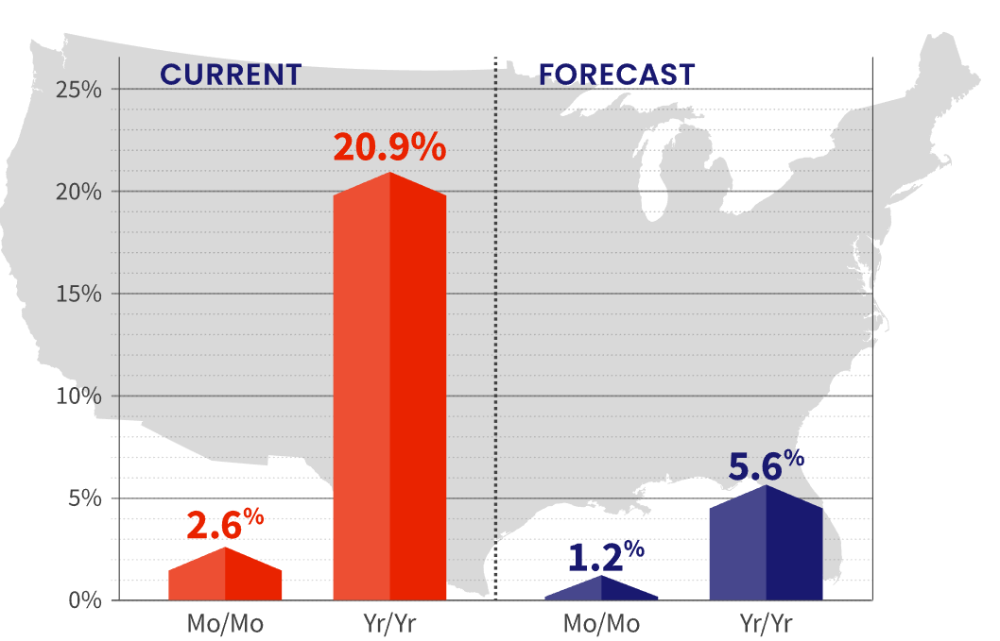 CURRENT
FORECAST
25%
20.9%
20%
15%
10%
5.6%
5%
2.6%
1.2%
0%
Mo/Mo
Yr/Yr
Mo/Mo
Yr/Yr